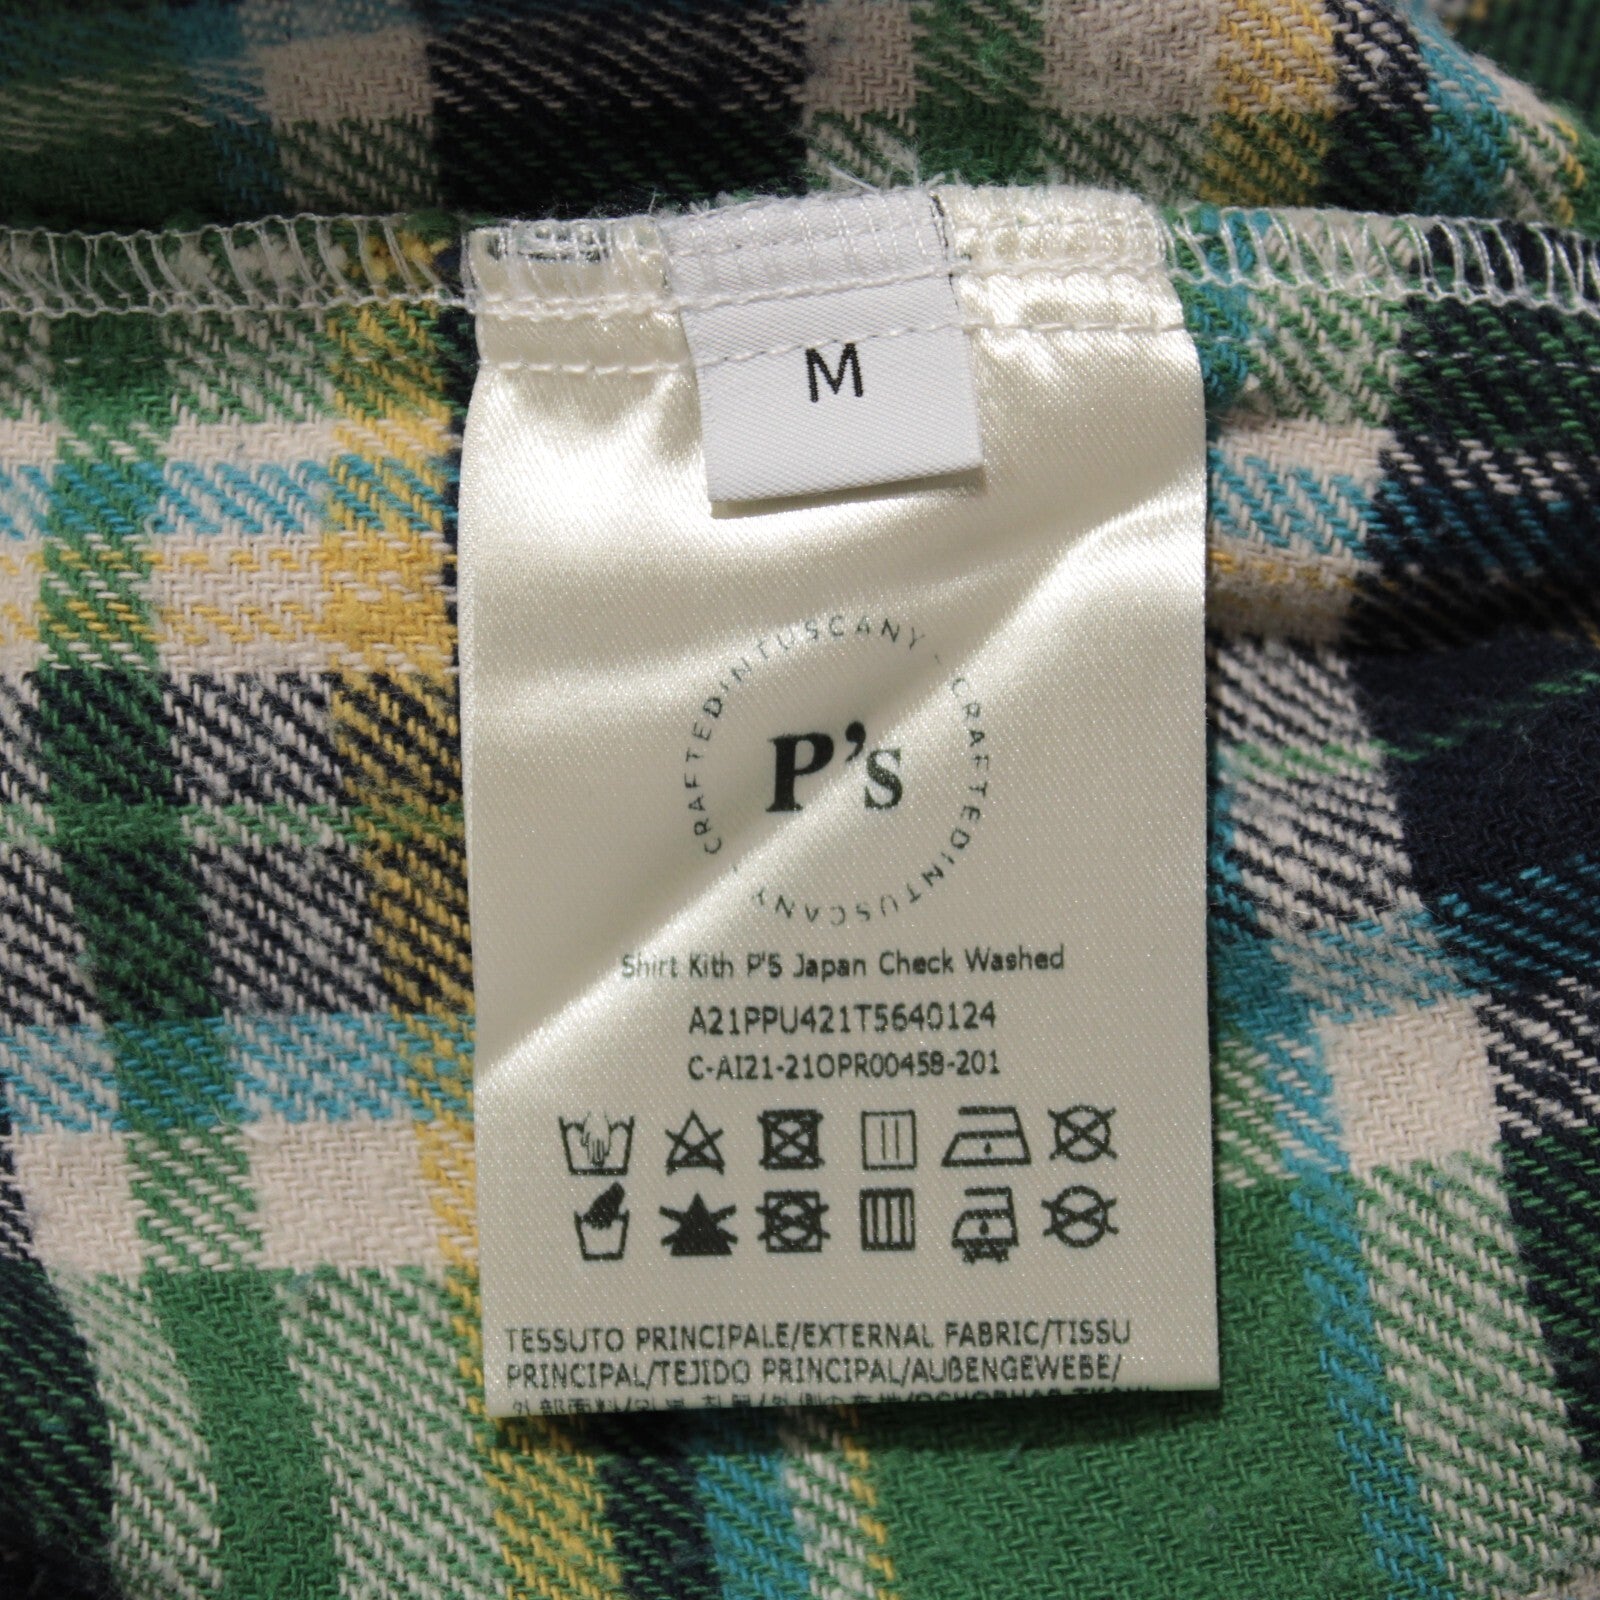 M
CRAFTEDINTUSCANY · CRAFTEDINTUSCANY ·
P's
Shirt Kith P'S Japan Check Washed
A21PPU421T5640124
C-AI21-21OPR00458-201
TESSUTO PRINCIPALE/EXTERNAL FABRIC/TISSU
PRINCIPAL/TEJIDO PRINCIPAL/AUßENGEWEBE/